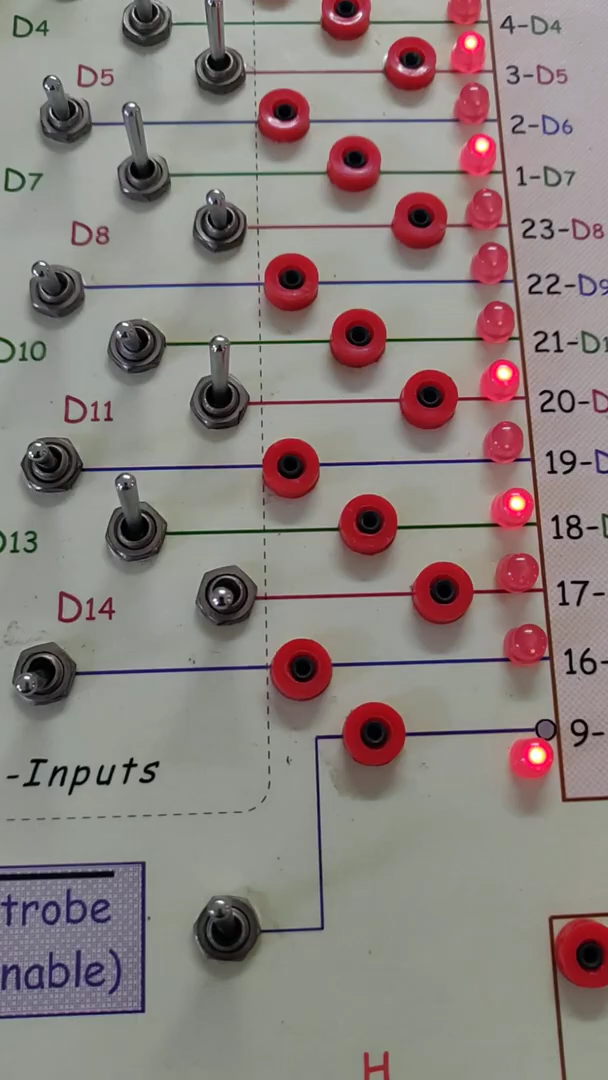 D4
4-D4
D5
3-D5
2-D6
D7
1-D7
D8
23-D8
22-D9
D10
21-D1
D11
20-D
19-D
D13
18-D
D14
17-
16-
9-
-Inputs
trobe
nable)
H